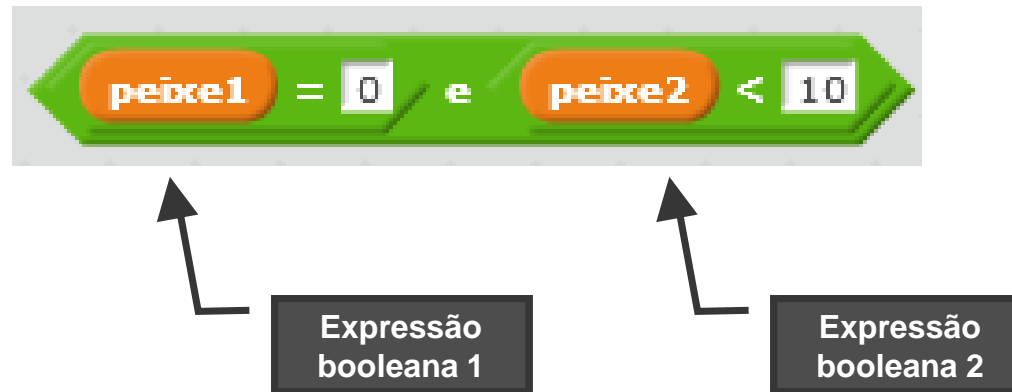 peixe1 = 0 e peixe2 < 10
Expressão
booleana 1
Expressão
booleana 2